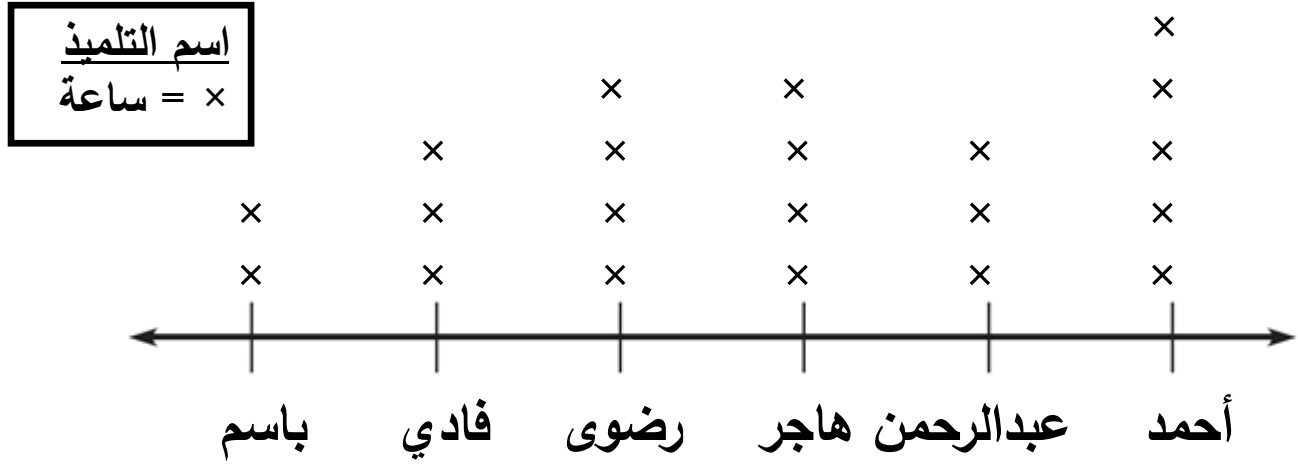 اسم التلميذ
× = ساعة
أحمد عبدالرحمن هاجر رضوى فادي باسم